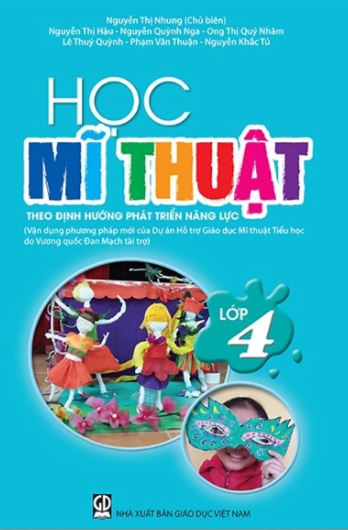 Nguyễn Thị Nhung (Chủ biên)
Nguyễn Thị Hậu - Nguyễn Quỳnh Nga - Ong Thị Quý Nhâm
Lê Thuý Quỳnh - Phạm Văn Thuận - Nguyễn Khắc Tú
HỌC
MĨ THUẬT
THEO ĐỊNH HƯỚNG PHÁT TRIỂN NĂNG LỰC
(Vận dụng phương pháp mới của Dự án Hỗ trợ Giáo dục Mĩ thuật Tiểu học
do Vương quốc Đan Mạch tài trợ)
LỚP
4
NHÀ XUẤT BẢN GIÁO DỤC VIỆT NAM